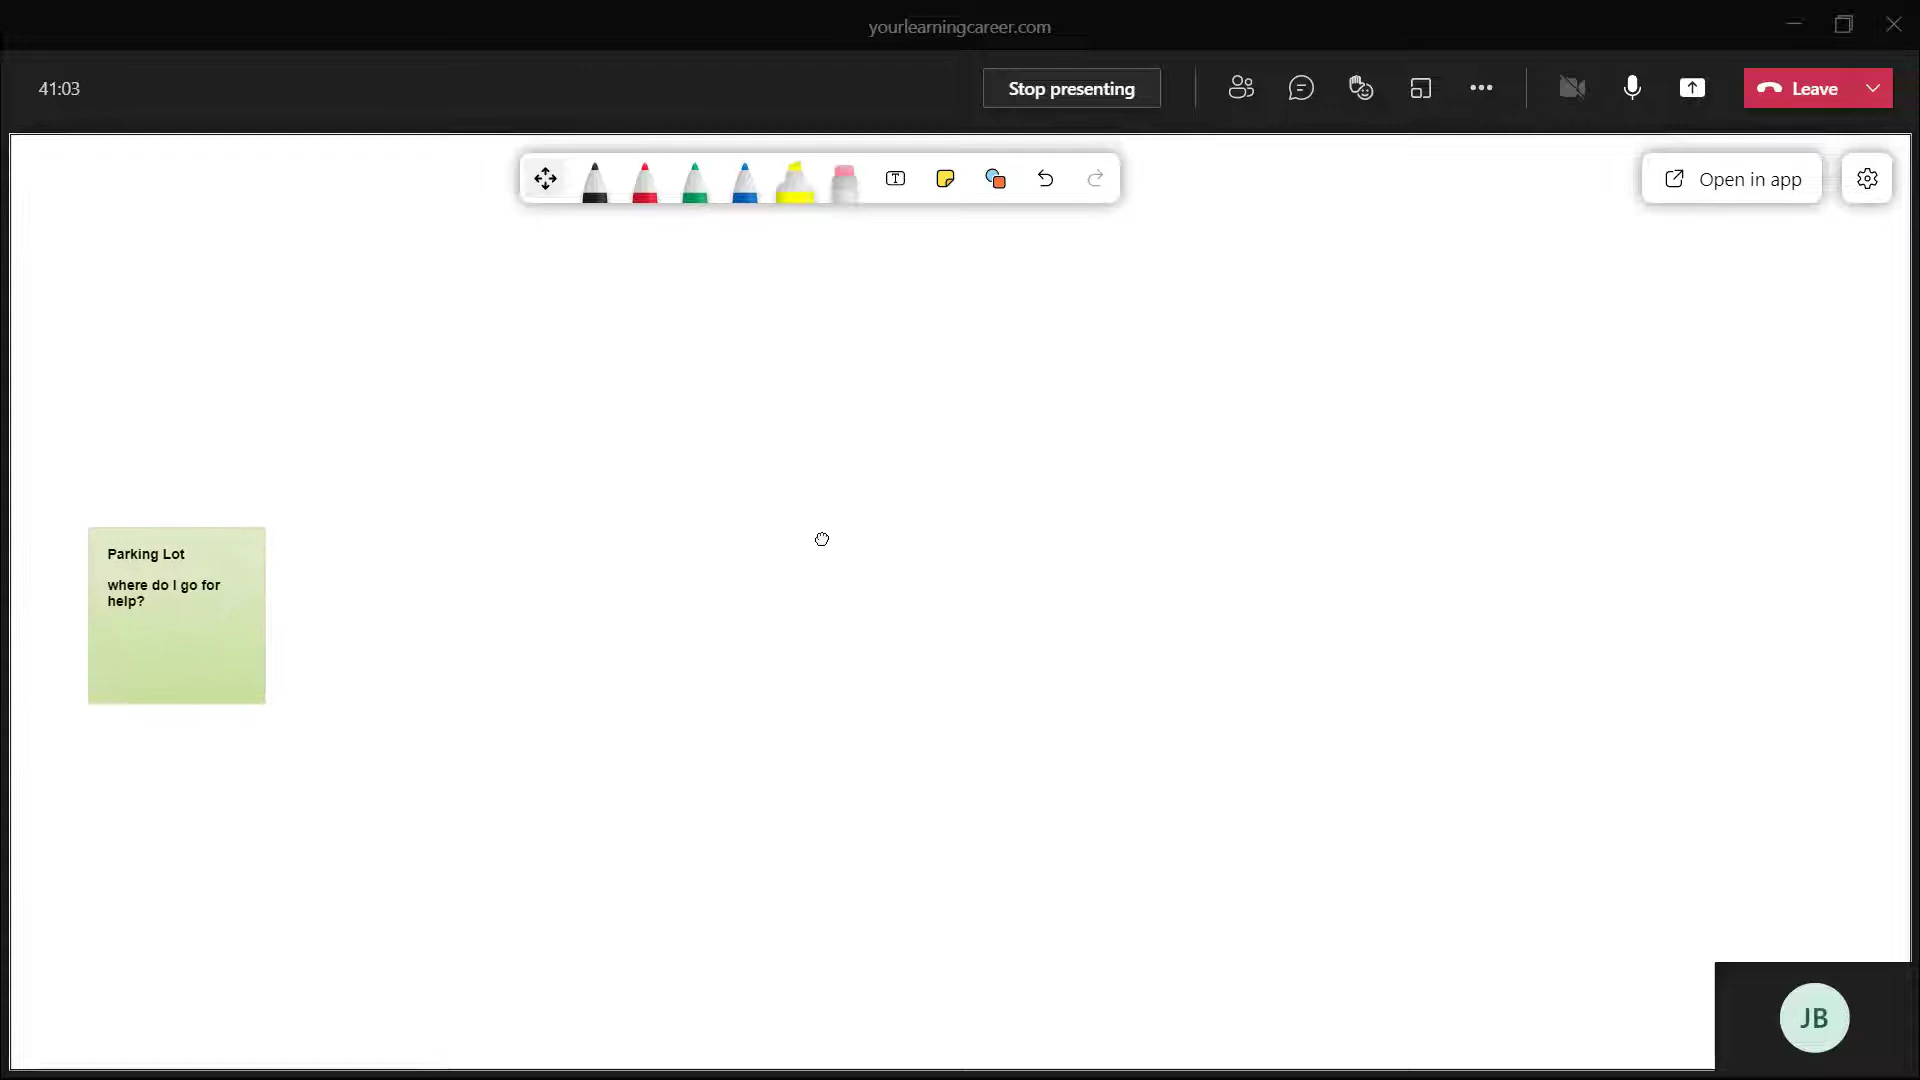 yourlearningcareer.com
41:03
Stop presenting
Leave
T
Open in app
Parking Lot
where do I go for
help?
JB